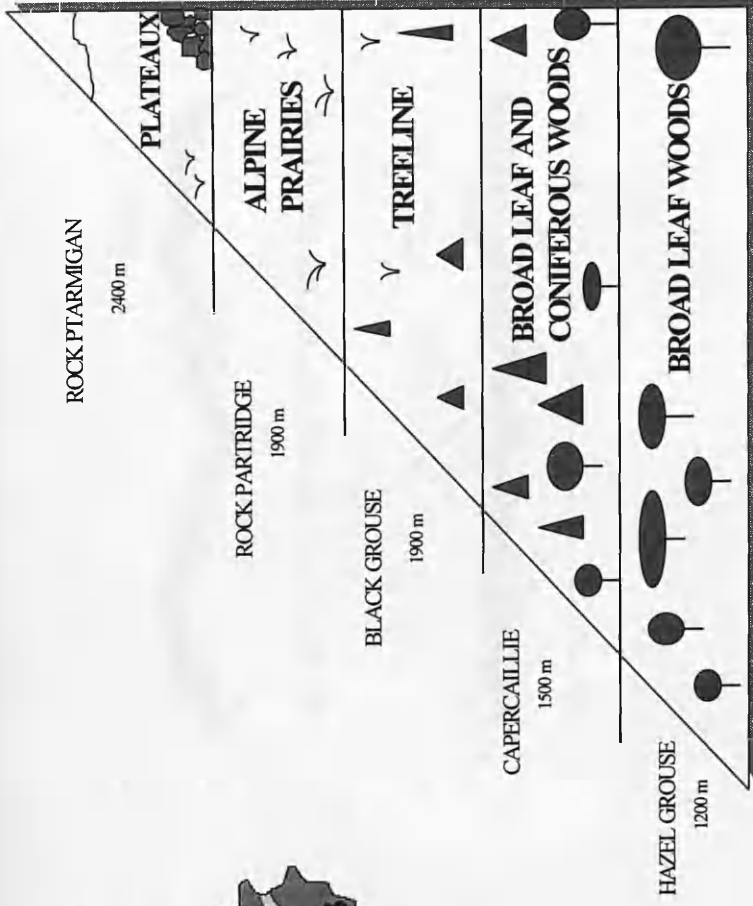 ROCK PTARMIGAN
2400 m
PLATEAUX
ROCK PARTRIDGE
1900 m
ALPINE
PRAIRIES
BLACK GROUSE
1900 m
TREELINE
CAPERCAILLIE
1500 m
BROAD LEAF AND
CONIFEROUS WOODS
HAZEL GROUSE
1200 m
BROAD LEAF WOODS